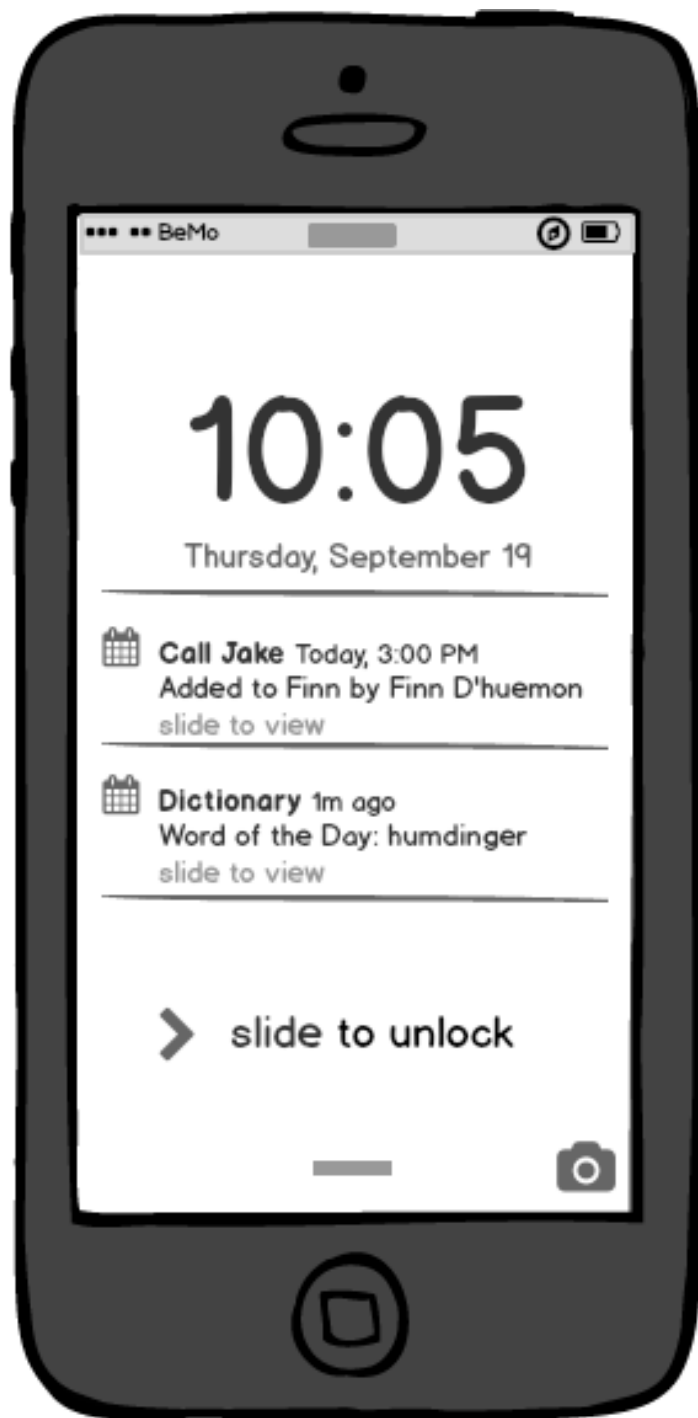 BeMo
10:05
Thursday, September 19
Call Jake Today, 3:00 PM
Added to Finn by Finn D'huemon
slide to view
Dictionary 1m ago
Word of the Day: humdinger
slide to view
slide to unlock